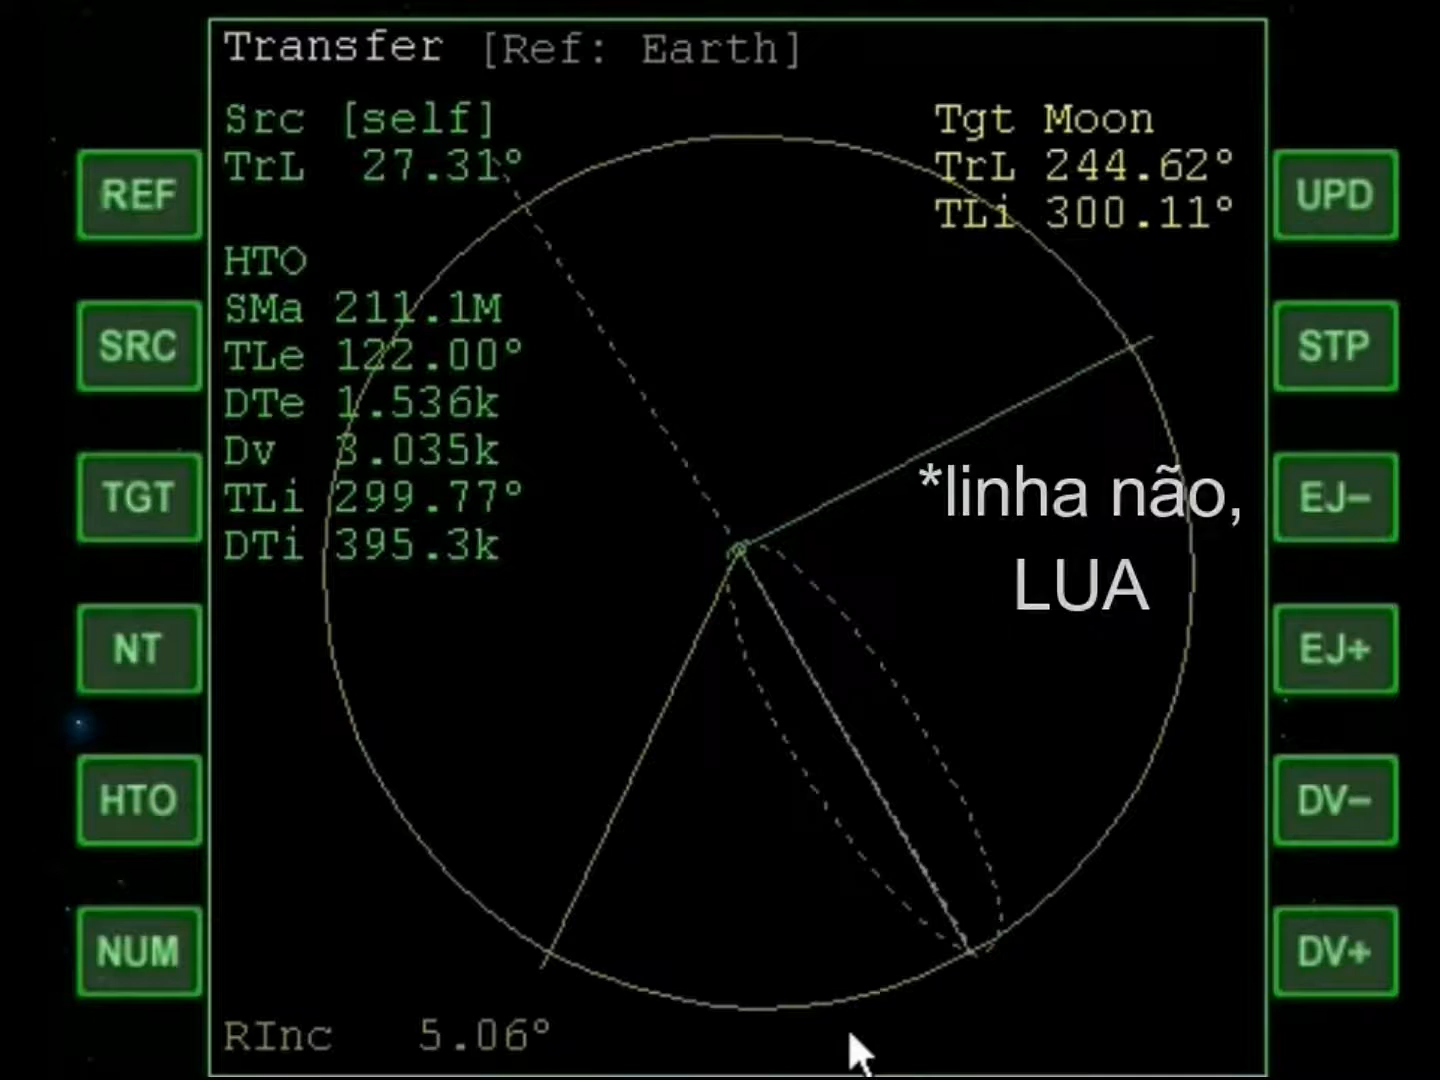 Transfer [Ref: Earth]
Src [self]
TrL 27.31°
Tgt Moon
TrL 244.62°
TLi 300.11°
HTO
SMa 211.1M
TLe 122.00°
DTe 1.536k
Dv 3.035k
TLi 299.77°
DTi 395.3k
*linha não,
LUA
RInc 5.06°
REF
SRC
TGT
NT
HTO
NUM
UPD
STP
EJ-
EJ+
DV-
DV+